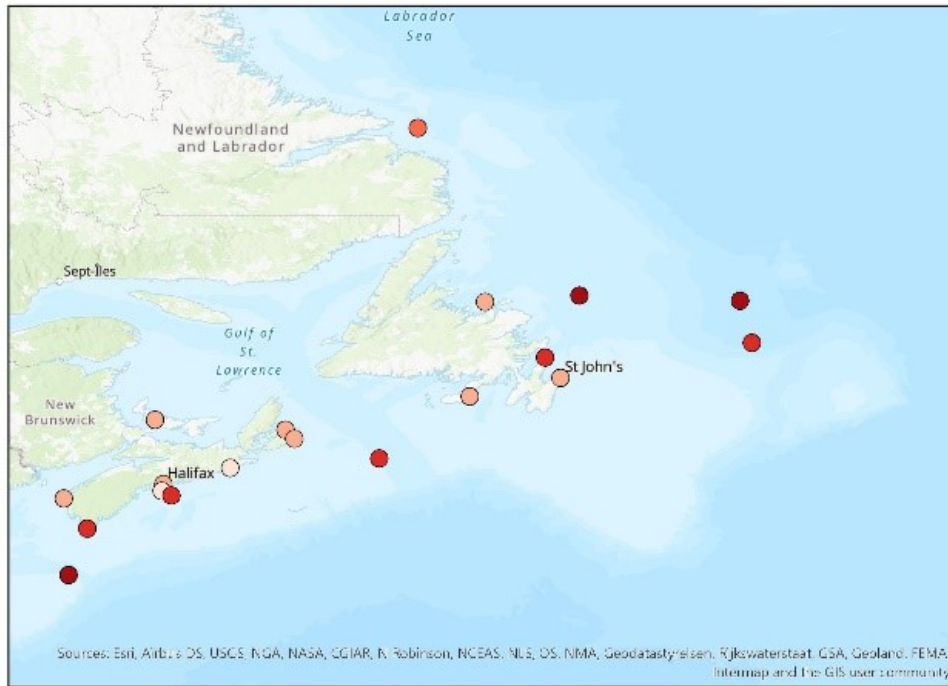 Labrador
Sea
Newfoundland
and Labrador
Sept-Iles
Gulf of
St.
Lawrence
St John's
New
Brunswick
Halifax
Sources: Esri, Airbus DS, USGS, NGA, NASA, CGIAR, N Robinson, NCEAS, NLS, OS, NMA, Geodatastyrelsen, Rijkswaterstaat, GSA, Geoland, FEMA,
Intermap and the GIS user community